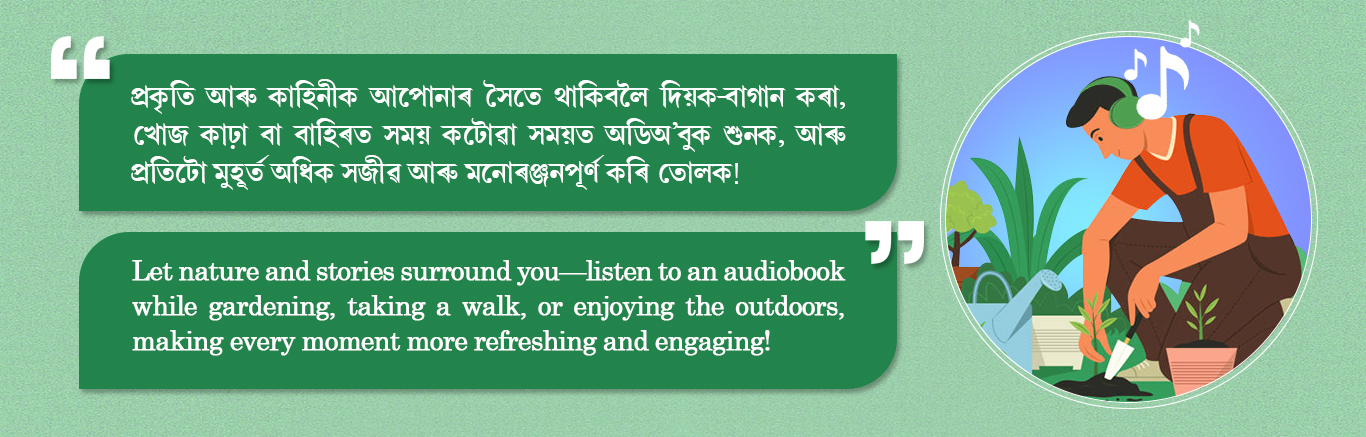 প্ৰকৃতি আৰু কাহিনীক আপোনাৰ সৈতে থাকিবলৈ দিয়ক–বাগান কৰা,
খোজ কাঢ়া বা বাহিৰত সময় কটোৱা সময়ত অডিঅ'বুক শুনক, আৰু
প্ৰতিটো মুহূৰ্ত অধিক সজীৱ আৰু মনোৰঞ্জনপূৰ্ণ কৰি তোলক!
Let nature and stories surround you—listen to an audiobook
while gardening, taking a walk, or enjoying the outdoors,
making every moment more refreshing and engaging!